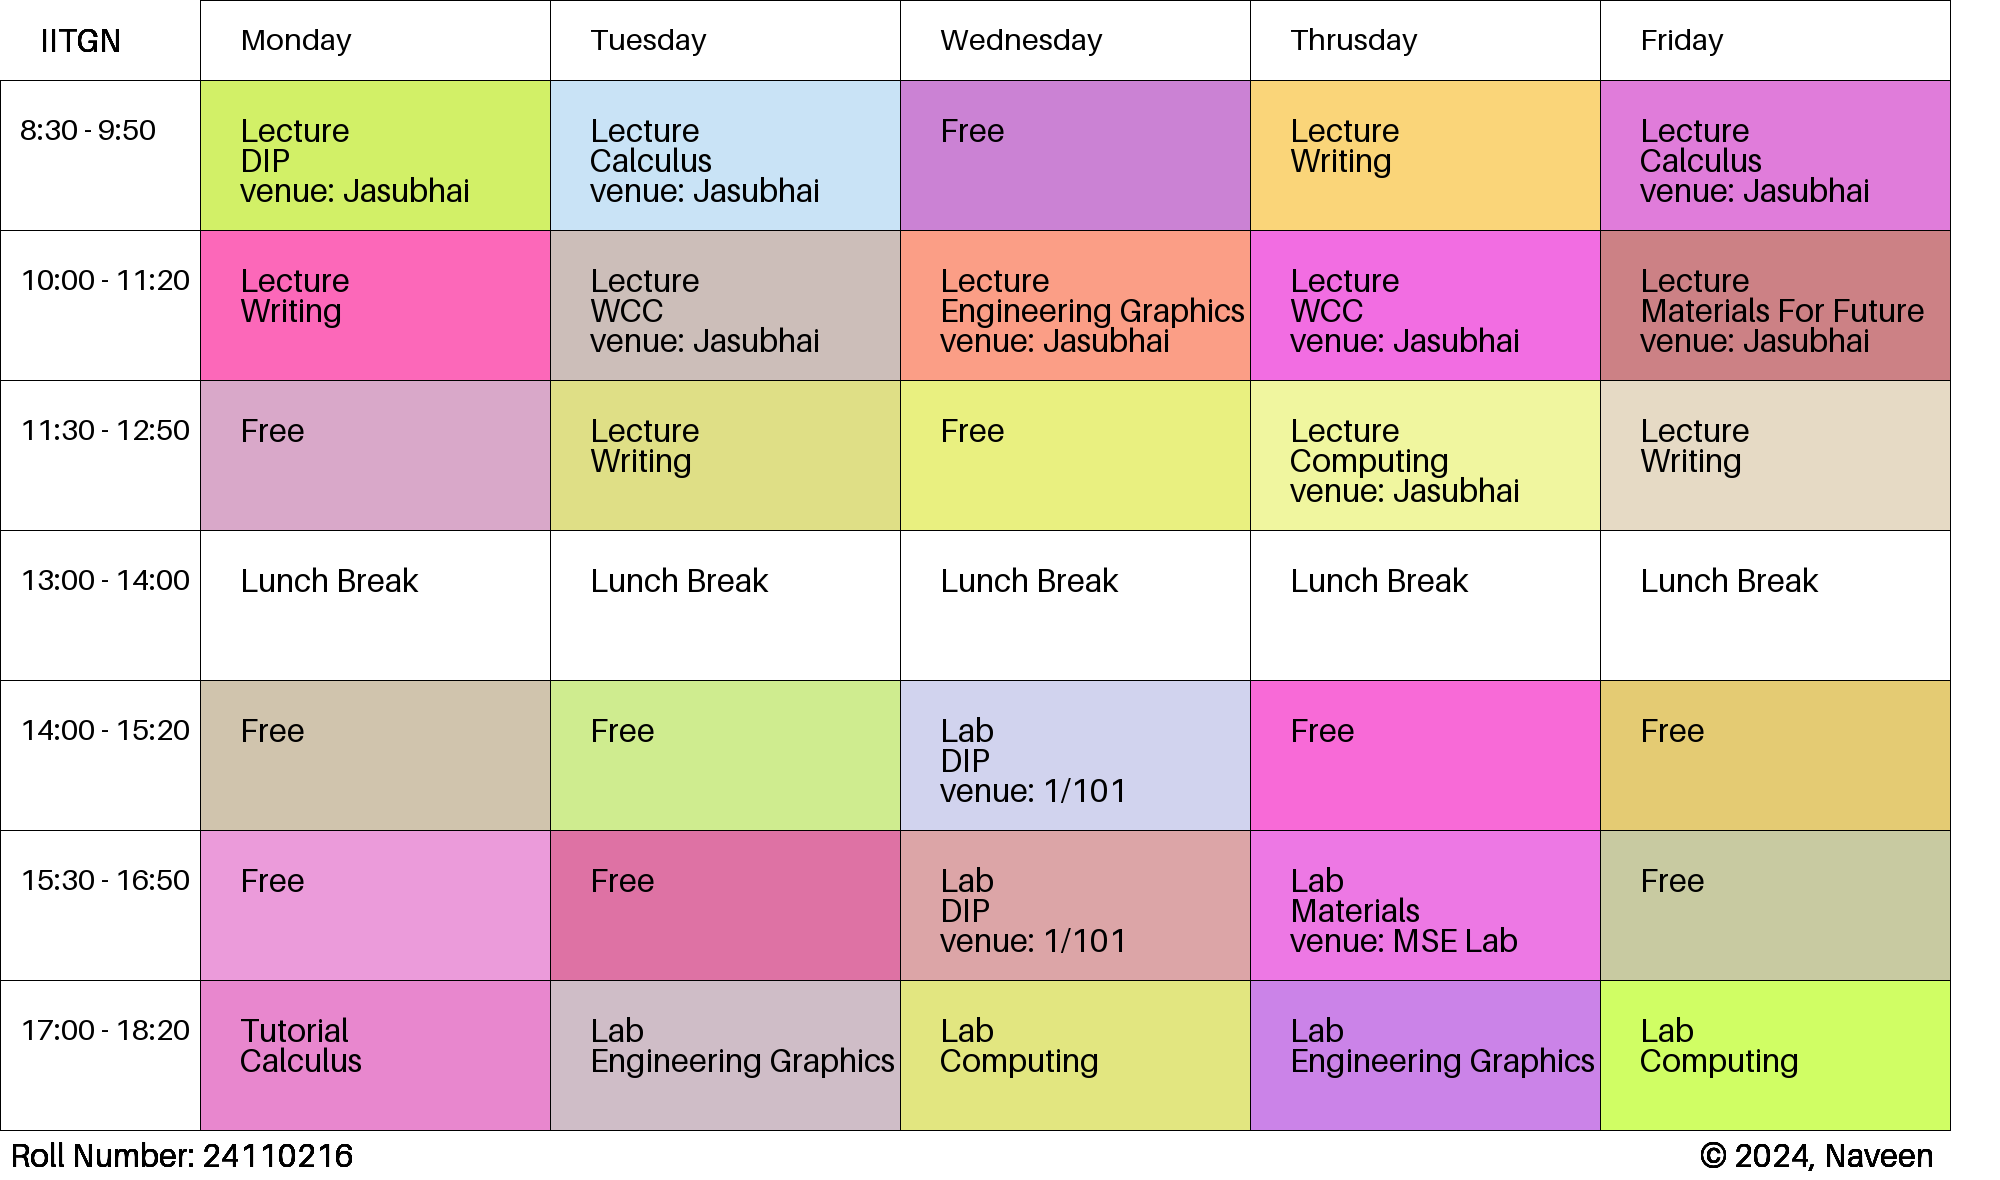 IITGN Monday Tuesday Wednesday Thrusday Friday
8:30 - 9:50
Lecture
DIP
venue: Jasubhai
Lecture
Calculus
venue: Jasubhai
Free
Lecture
Writing
Lecture
Calculus
venue: Jasubhai
10:00 - 11:20
Lecture
Writing
Lecture
WCC
venue: Jasubhai
Lecture
Engineering Graphics
venue: Jasubhai
Lecture
WCC
venue: Jasubhai
Lecture
Materials For Future
venue: Jasubhai
11:30 - 12:50
Free
Lecture
Writing
Free
Lecture
Computing
venue: Jasubhai
Lecture
Writing
13:00 - 14:00
Lunch Break
Lunch Break
Lunch Break
Lunch Break
Lunch Break
14:00 - 15:20
Free
Free
Lab
DIP
venue: 1/101
Free
Free
15:30 - 16:50
Free
Free
Lab
DIP
venue: 1/101
Lab
Materials
venue: MSE Lab
Free
17:00 - 18:20
Tutorial
Calculus
Lab
Engineering Graphics
Lab
Computing
Lab
Engineering Graphics
Lab
Computing
Roll Number: 24110216
© 2024, Naveen